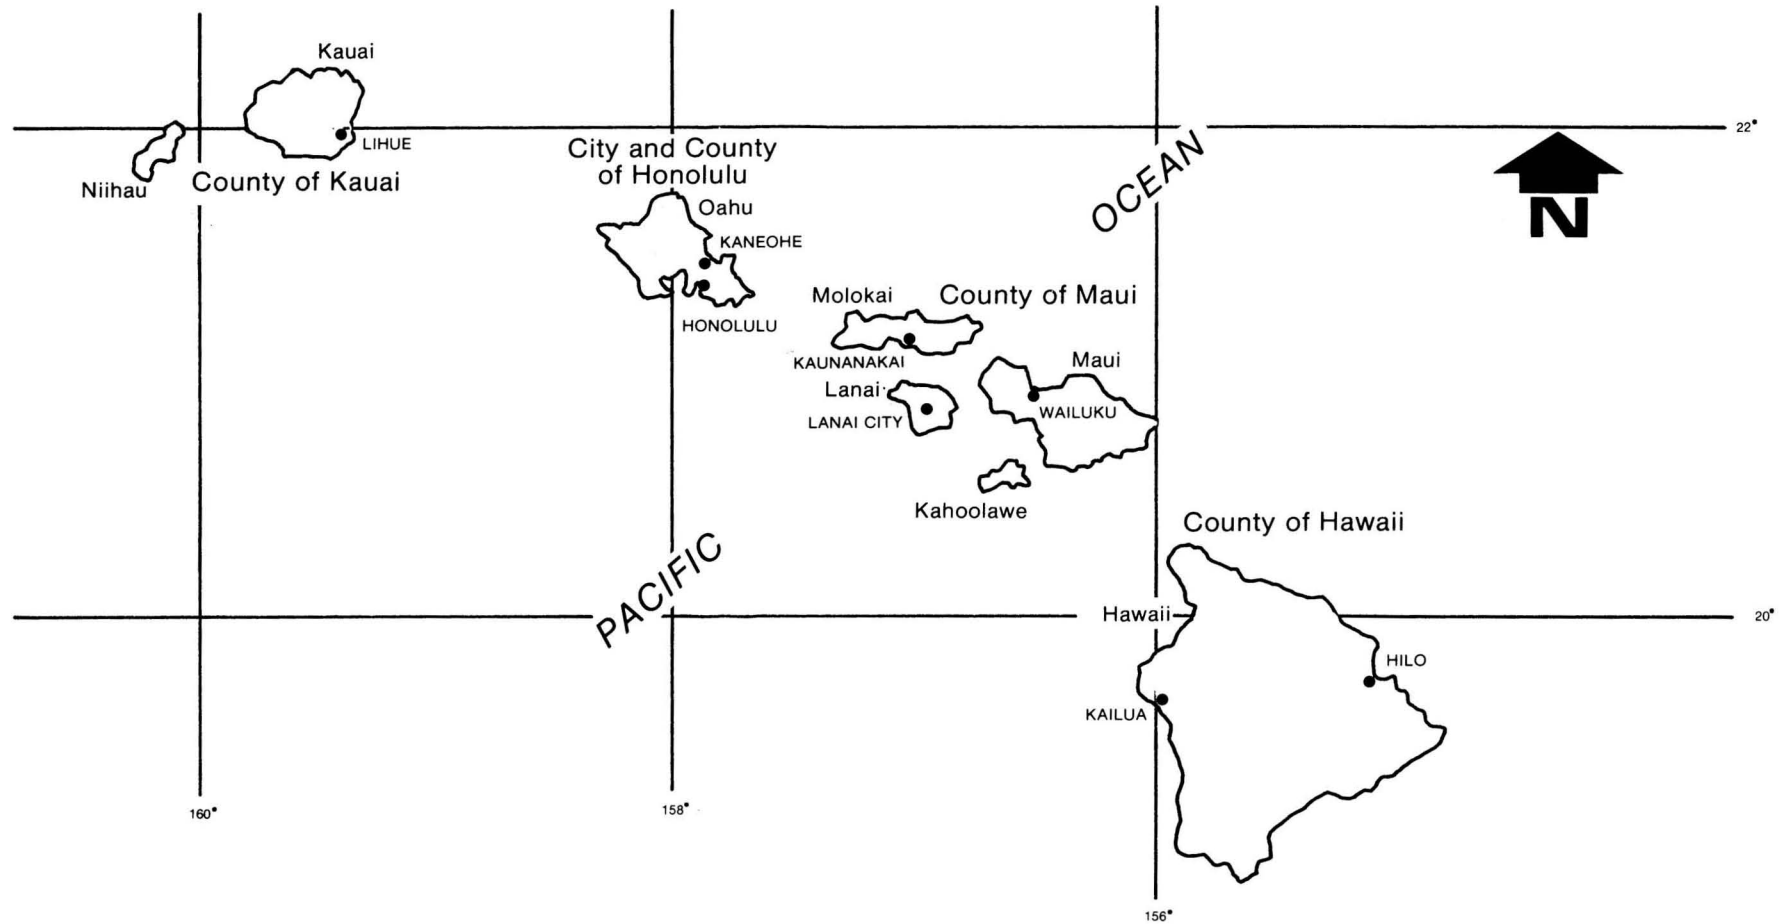 Kauai
22°
LIHUE
Niihau
County of Kauai
City and County
of Honolulu
Oahu
KANEOHE
HONOLULU
OCEAN
N
Molokai
County of Maui
KAUNANAKAI
Maui
Lanai
LANAI CITY
WAILUKU
Kahoolawe
County of Hawaii
PACIFIC
Hawaii
20°
HILO
KAILUA
160°
158°
156°